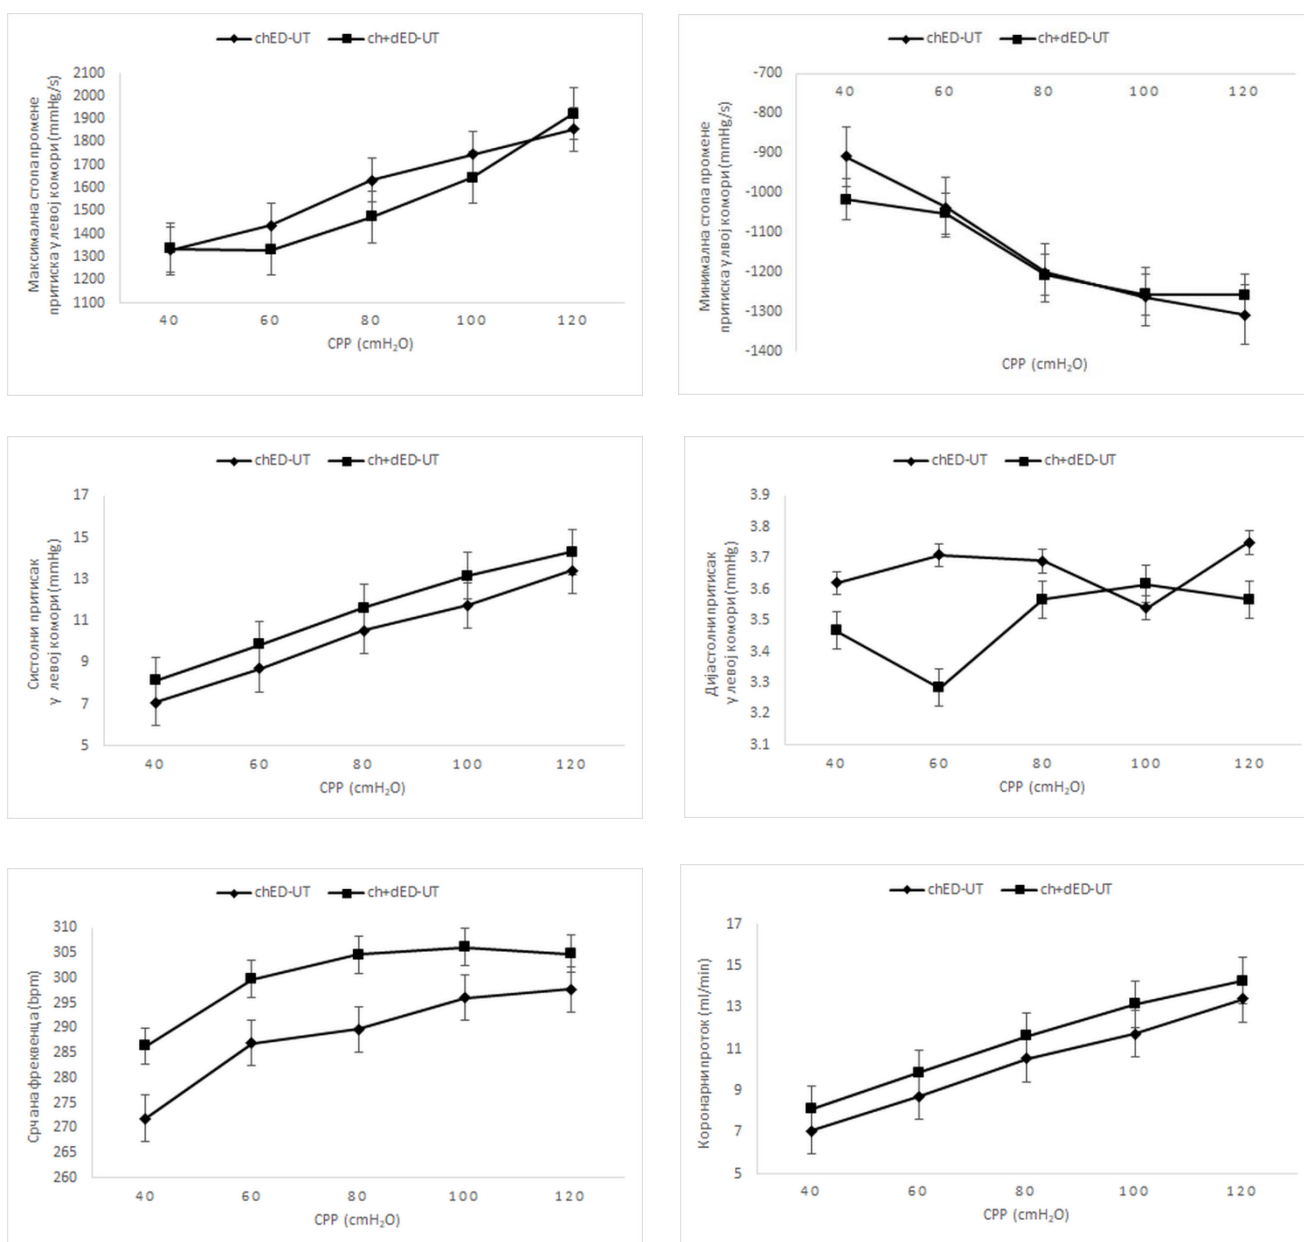 chED-UT ch+dED-UT
Максимална стопа промене
притиска у левој комори (mmHg/s)
2100
2000
1900
1800
1700
1600
1500
1400
1300
1200
1100
40 60 80 100 120
CPP (cmH₂O)
chED-UT ch+dED-UT
Минимална стопа промене
притиска у лвој комори (mmHg/s)
-700
40 60 80 100 120
-800
-900
-1000
-1100
-1200
-1300
-1400
CPP (cmH₂O)
chED-UT ch+dED-UT
Систолни притисак
у левој комори (mmHg)
17
15
13
11
9
7
5
40 60 80 100 120
CPP (cmH₂O)
chED-UT ch+dED-UT
Дијастолни притисак
у левој комори (mmHg)
3.9
3.8
3.7
3.6
3.5
3.4
3.3
3.2
3.1
40 60 80 100 120
CPP (cmH₂O)
chED-UT ch+dED-UT
Срчана фреквенца (bpm)
310
305
300
295
290
285
280
275
270
265
260
40 60 80 100 120
CPP (cmH₂O)
chED-UT ch+dED-UT
Коронарни проток (ml/min)
17
15
13
11
9
7
5
40 60 80 100 120
CPP (cmH₂O)